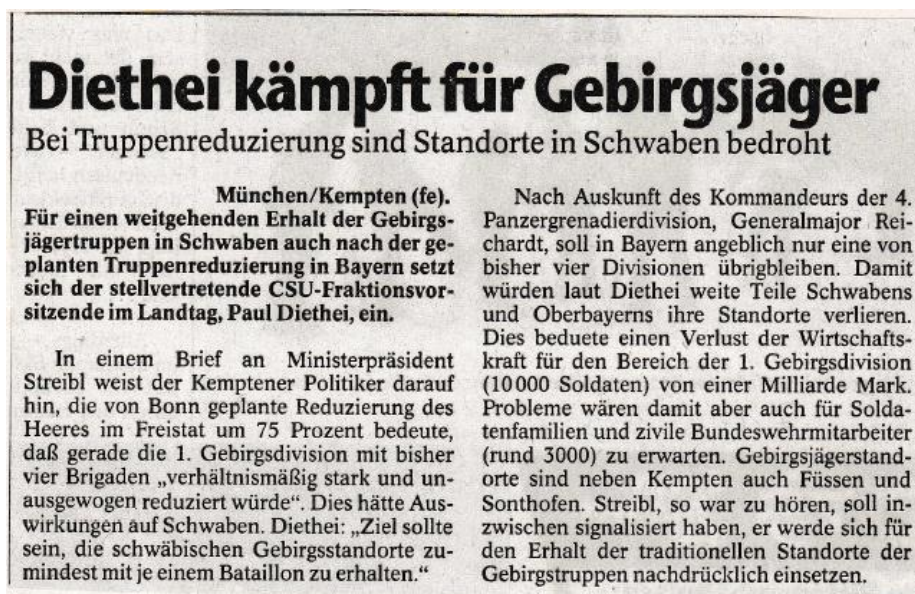 Diethei kämpft für Gebirgsjäger
Bei Truppenreduzierung sind Standorte in Schwaben bedroht
München/Kempten (fe).
Für einen weitgehenden Erhalt der Gebirgs-
jägertruppen in Schwaben auch nach der ge-
planten Truppenreduzierung in Bayern setzt
sich der stellvertretende CSU-Fraktionsvor-
sitzende im Landtag, Paul Diethei, ein.
In einem Brief an Ministerpräsident
Streibl weist der Kemptener Politiker darauf
hin, die von Bonn geplante Reduzierung des
Heeres im Freistat um 75 Prozent bedeute,
daß gerade die 1. Gebirgsdivision mit bisher
vier Brigaden „verhältnismäßig stark und un-
ausgewogen reduziert würde“. Dies hätte Aus-
wirkungen auf Schwaben. Diethei: „Ziel sollte
sein, die schwäbischen Gebirgsstandorte zu-
mindest mit je einem Bataillon zu erhalten.“
Nach Auskunft des Kommandeurs der 4.
Panzergrenadierdivision, Generalmajor Rei-
chardt, soll in Bayern angeblich nur eine von
bisher vier Divisionen übrigbleiben. Damit
würden laut Diethei weite Teile Schwabens
und Oberbayerns ihre Standorte verlieren.
Dies beduete einen Verlust der Wirtschafts-
kraft für den Bereich der 1. Gebirgsdivision
(10 000 Soldaten) von einer Milliarde Mark.
Probleme wären damit aber auch für Solda-
tenfamilien und zivile Bundeswehrmitarbeiter
(rund 3000) zu erwarten. Gebirgsjägerstand-
orte sind neben Kempten auch Füssen und
Sonthofen. Streibl, so war zu hören, soll in-
zwischen signalisiert haben, er werde sich für
den Erhalt der traditionellen Standorte der
Gebirgstruppen nachdrücklich einsetzen.